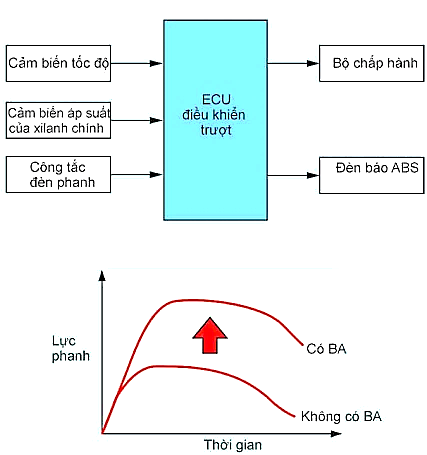 Cảm biến tốc độ
Cảm biến áp suất
của xilanh chính
Công tắc
đèn phanh
ECU
điều khiển
trượt
Bộ chấp hành
Đèn báo ABS
Lực
phanh
Có BA
Không có BA
Thời gian